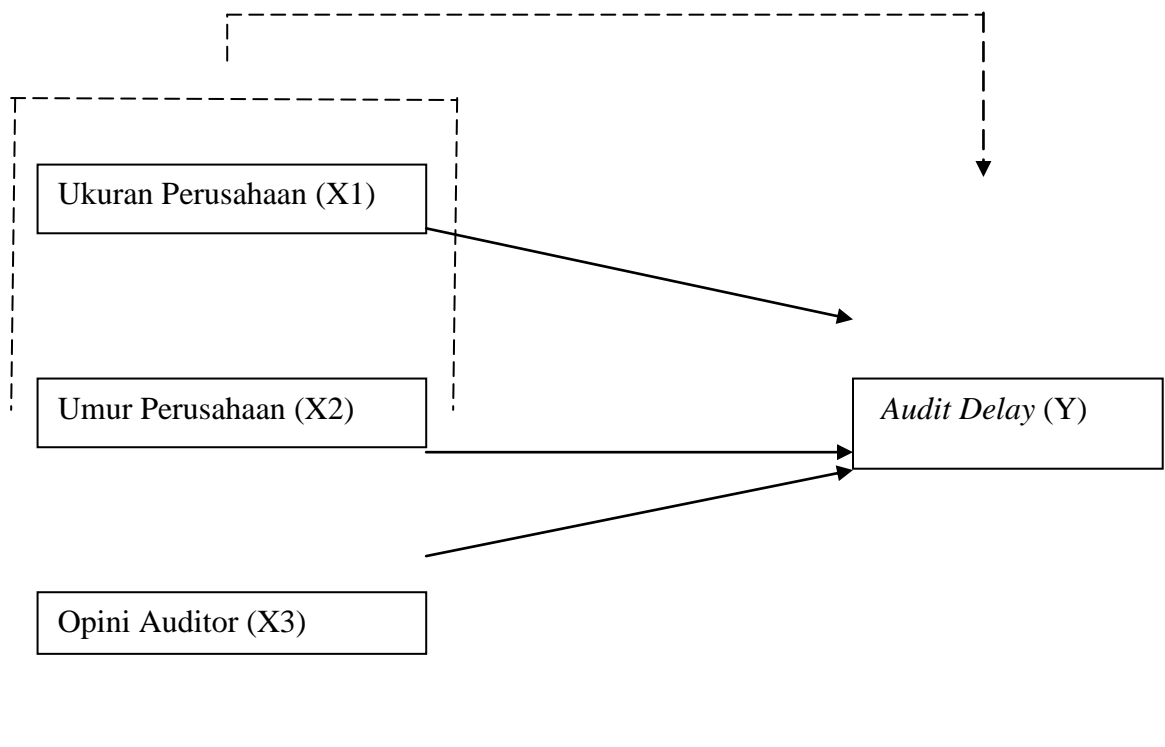 Ukuran Perusahaan (X1)
Umur Perusahaan (X2)
Audit Delay (Y)
Opini Auditor (X3)